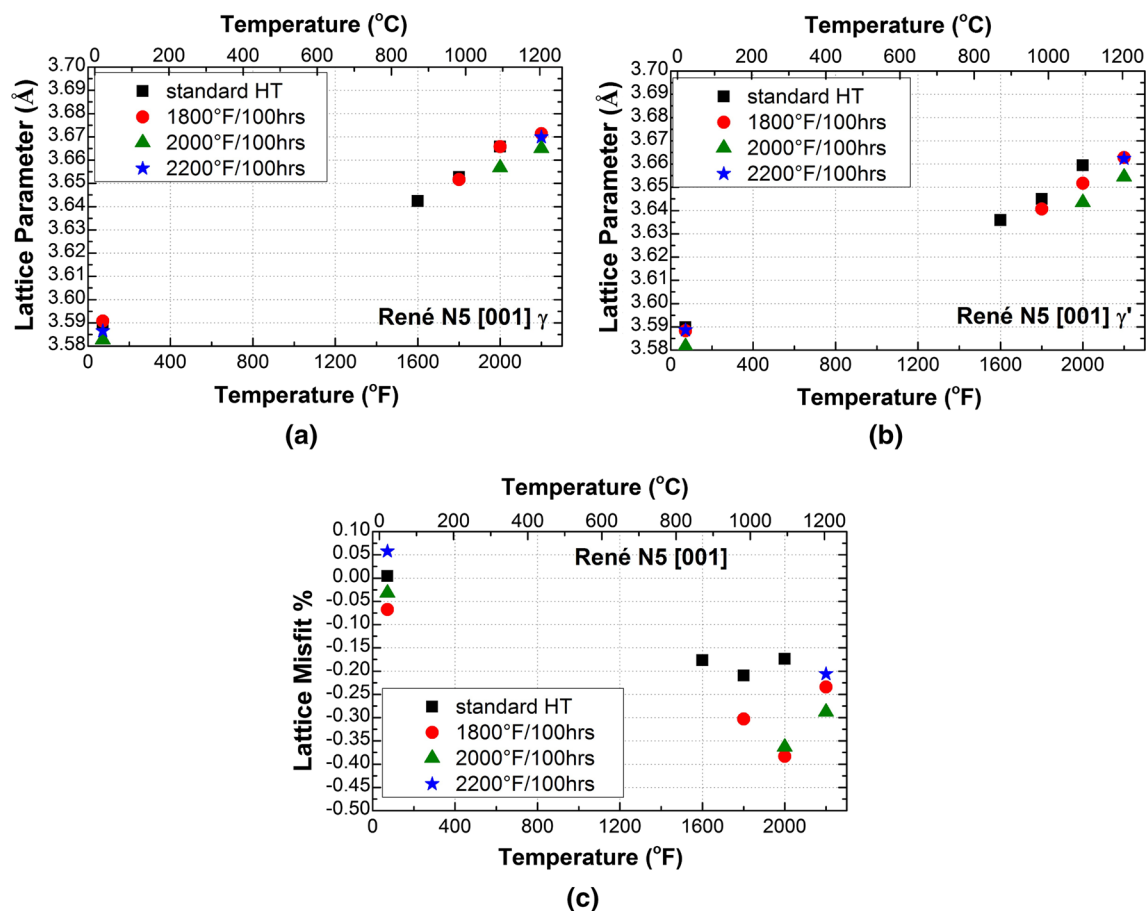 Temperature (°C)
0 200 400 600 800 1000 1200
3.70
3.69
3.68
3.67
3.66
3.65
3.64
3.63
3.62
3.61
3.60
3.59
3.58
Lattice Parameter (Å)
standard HT
1800°F/100hrs
2000°F/100hrs
2200°F/100hrs
René N5 [001] γ
0 400 800 1200 1600 2000
Temperature (°F)
(a)
Temperature (°C)
0 200 400 600 800 1000 1200
3.70
3.69
3.68
3.67
3.66
3.65
3.64
3.63
3.62
3.61
3.60
3.59
3.58
Lattice Parameter (Å)
standard HT
1800°F/100hrs
2000°F/100hrs
2200°F/100hrs
René N5 [001] γ'
0 400 800 1200 1600 2000
Temperature (°F)
(b)
Temperature (°C)
0 200 400 600 800 1000 1200
0.10
0.05
0.00
-0.05
-0.10
-0.15
-0.20
-0.25
-0.30
-0.35
-0.40
-0.45
-0.50
Lattice Misfit %
René N5 [001]
standard HT
1800°F/100hrs
2000°F/100hrs
2200°F/100hrs
0 400 800 1200 1600 2000
Temperature (°F)
(c)